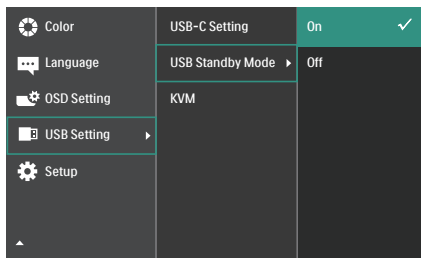 Color
Language
OSD Setting
USB Setting
Setup
USB-C Setting
USB Standby Mode
KVM
On
Off